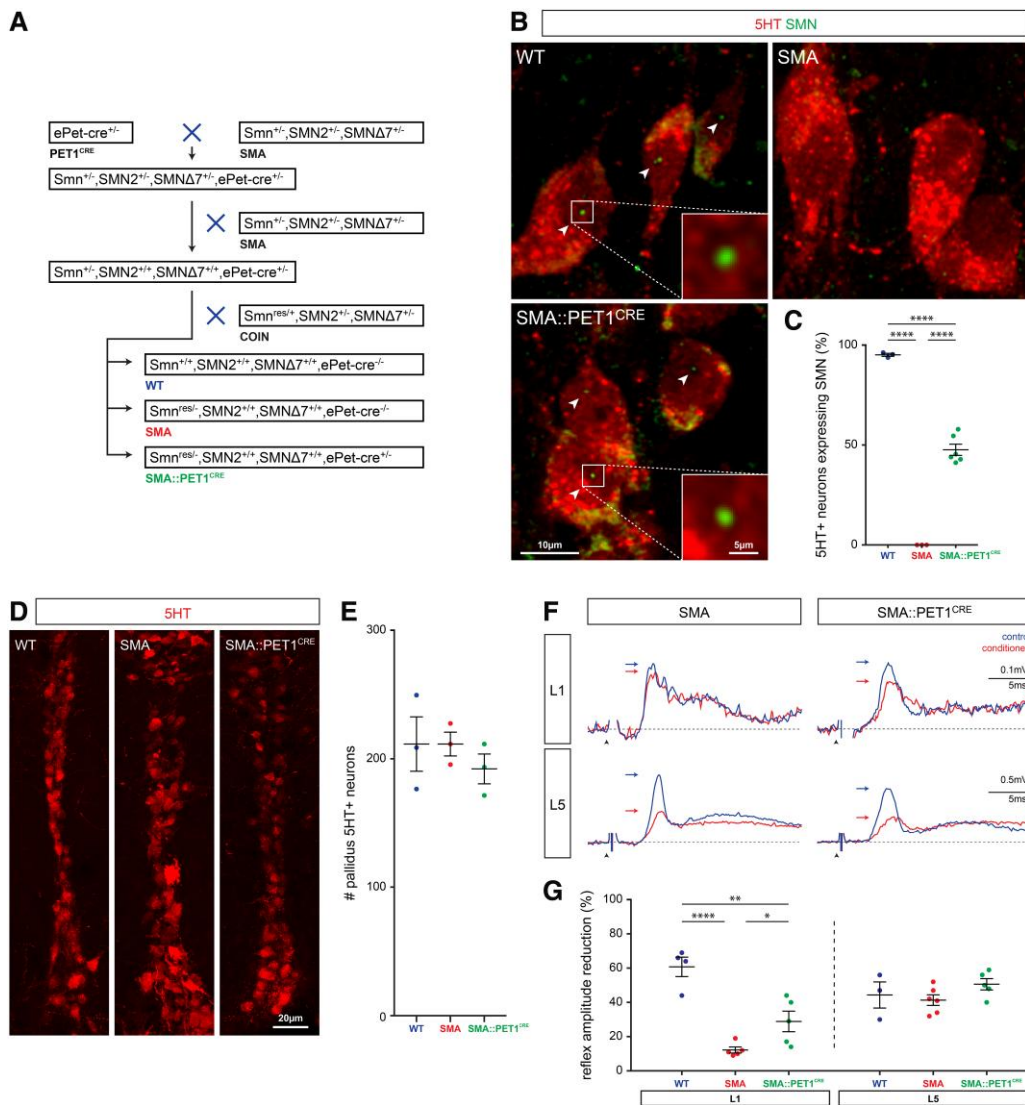 A
ePet-cre+/-
PET1CRE
Smn+/-,SMN2+/-,SMNΔ7+/-
SMA
Smn+/-,SMN2+/-,SMNΔ7+/-,ePet-cre+/-
Smn+/-,SMN2+/-,SMNΔ7+/-
SMA
Smn+/-,SMN2+/+,SMNΔ7+/+,ePet-cre+/-
Smnres/+,SMN2+/-,SMNΔ7+/-
COIN
Smn+/+,SMN2+/+,SMNΔ7+/+,ePet-cre-/-
WT
Smnres/-,SMN2+/+,SMNΔ7+/+,ePet-cre-/-
SMA
Smnres/-,SMN2+/+,SMNΔ7+/+,ePet-cre+/-
SMA::PET1CRE
B
5HT SMN
WT
SMA
SMA::PET1CRE
10μm
5μm
C
5HT+ neurons expressing SMN (%)
100
50
0
****
**** ****
WT SMA SMA::PET1CRE
D
5HT
WT
SMA
SMA::PET1CRE
20μm
E
# pallidus 5HT+ neurons
300
200
100
0
WT SMA SMA::PET1CRE
F
SMA
SMA::PET1CRE
L1
L5
0.1mV
5ms
0.5mV
5ms
G
reflex amplitude reduction (%)
100
80
60
40
20
0
**
**** *
WT SMA SMA::PET1CRE WT SMA SMA::PET1CRE
L1 L5